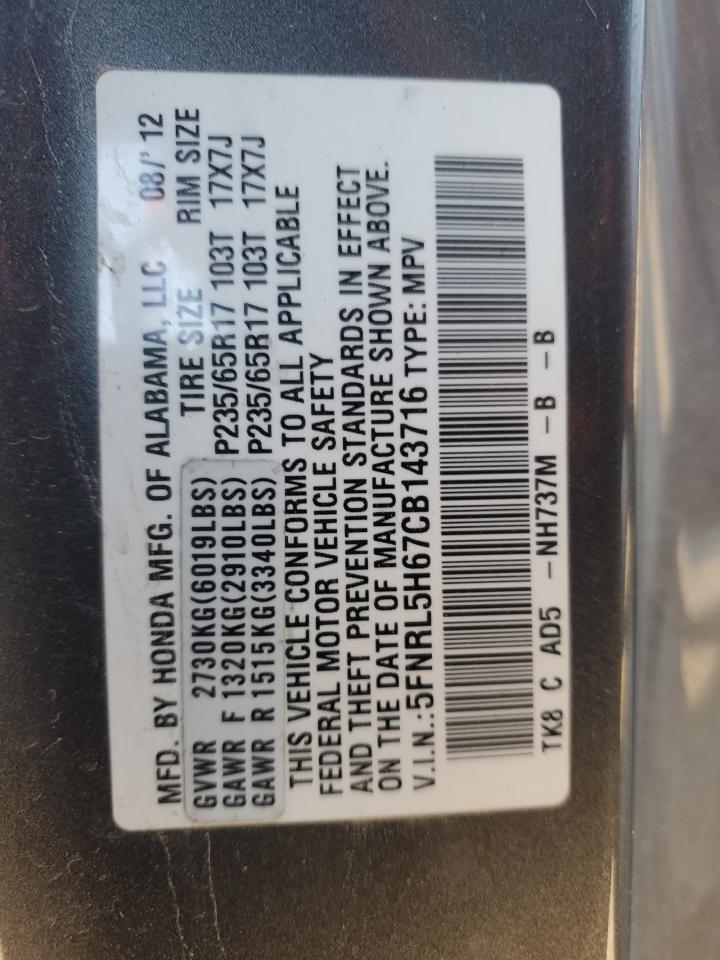 MFD. BY HONDA MFG. OF ALABAMA, LLC 08/' 12
TIRE SIZE RIM SIZE
GVWR 2730KG(6019LBS)
GAWR F 1320KG(2910LBS) P235/65R17 103T 17X7J
GAWR R 1515KG(3340LBS) P235/65R17 103T 17X7J
THIS VEHICLE CONFORMS TO ALL APPLICABLE
FEDERAL MOTOR VEHICLE SAFETY
AND THEFT PREVENTION STANDARDS IN EFFECT
ON THE DATE OF MANUFACTURE SHOWN ABOVE.
V.I.N.:5FNRL5H67CB143716 TYPE: MPV
TK8 C AD5 -NH737M -B -B